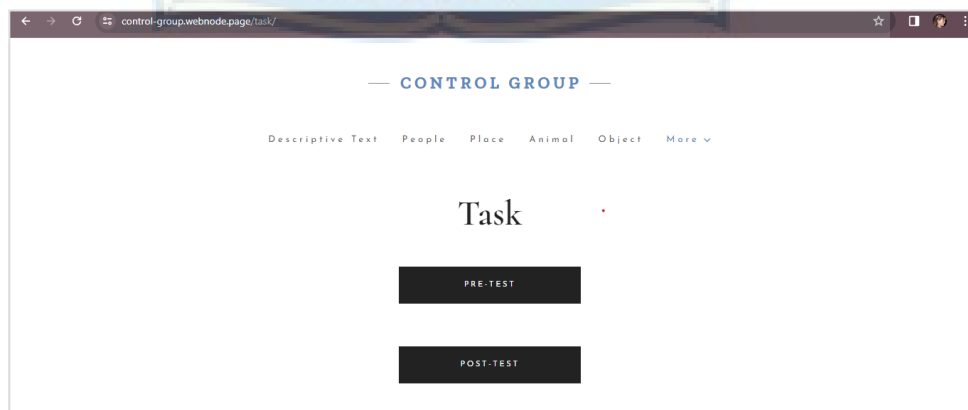 control-group.webnode.page/task/
CONTROL GROUP
Descriptive Text People Place Animal Object More
Task
PRE-TEST
POST-TEST